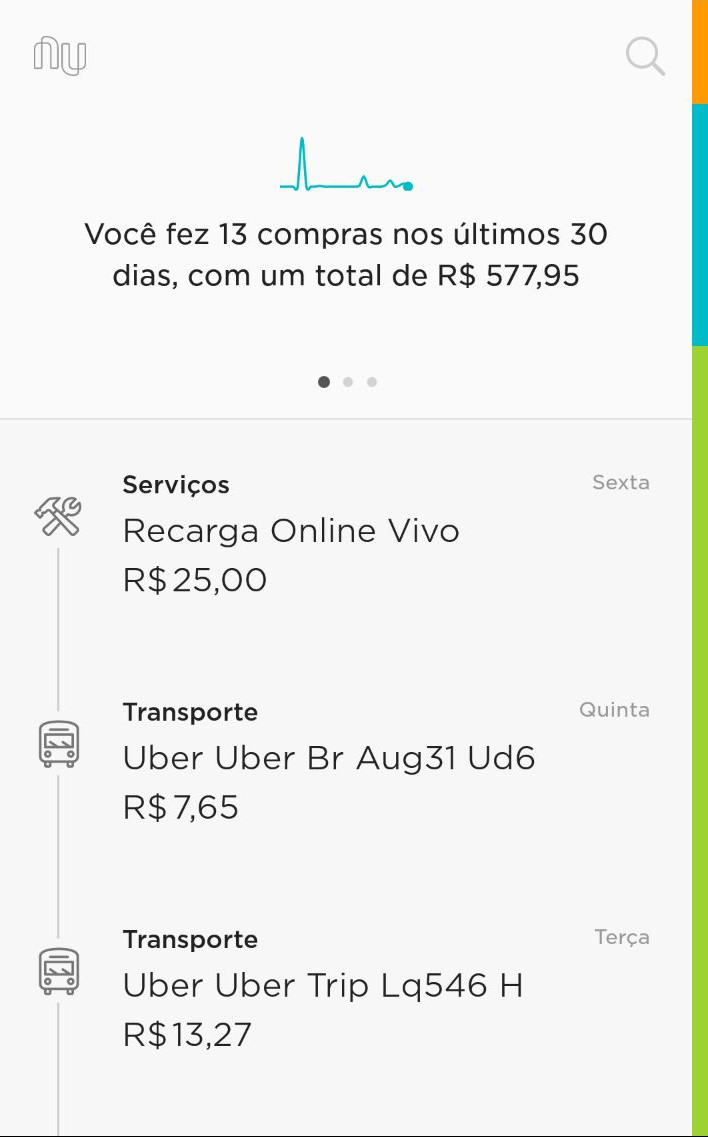 nu
Você fez 13 compras nos últimos 30
dias, com um total de R$ 577,95
Serviços
Sexta
Recarga Online Vivo
R$ 25,00
Transporte
Quinta
Uber Uber Br Aug31 Ud6
R$ 7,65
Transporte
Terça
Uber Uber Trip Lq546 H
R$ 13,27